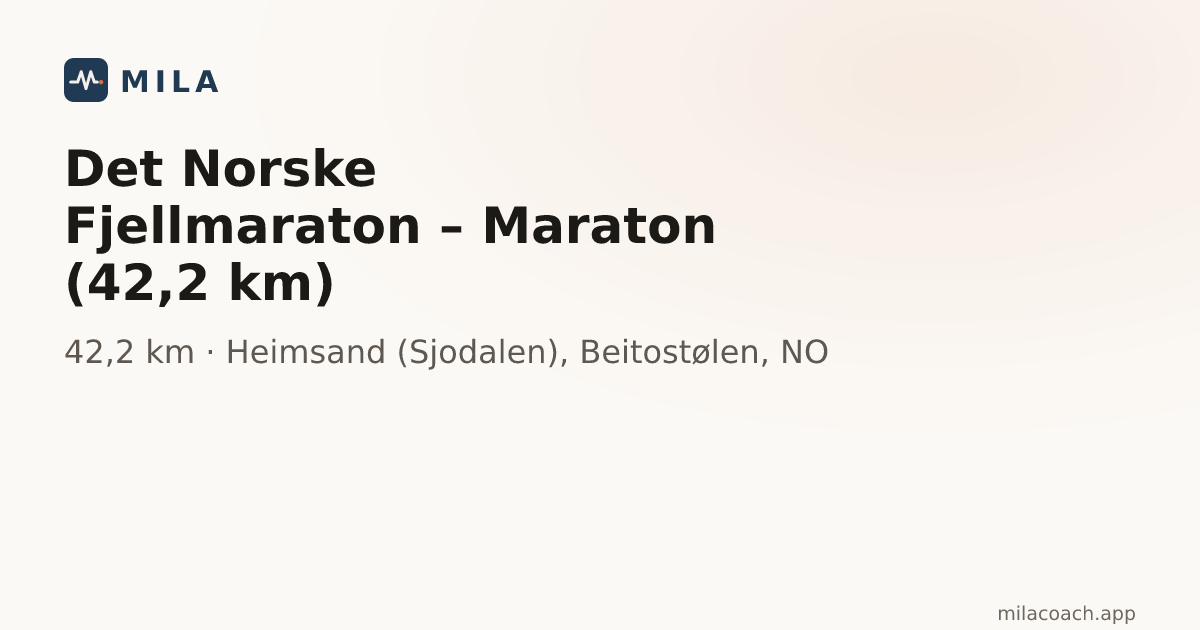 MILA
Det Norske
Fjellmaraton – Maraton
(42,2 km)
42,2 km · Heimsand (Sjodalen), Beitostølen, NO
milacoach.app